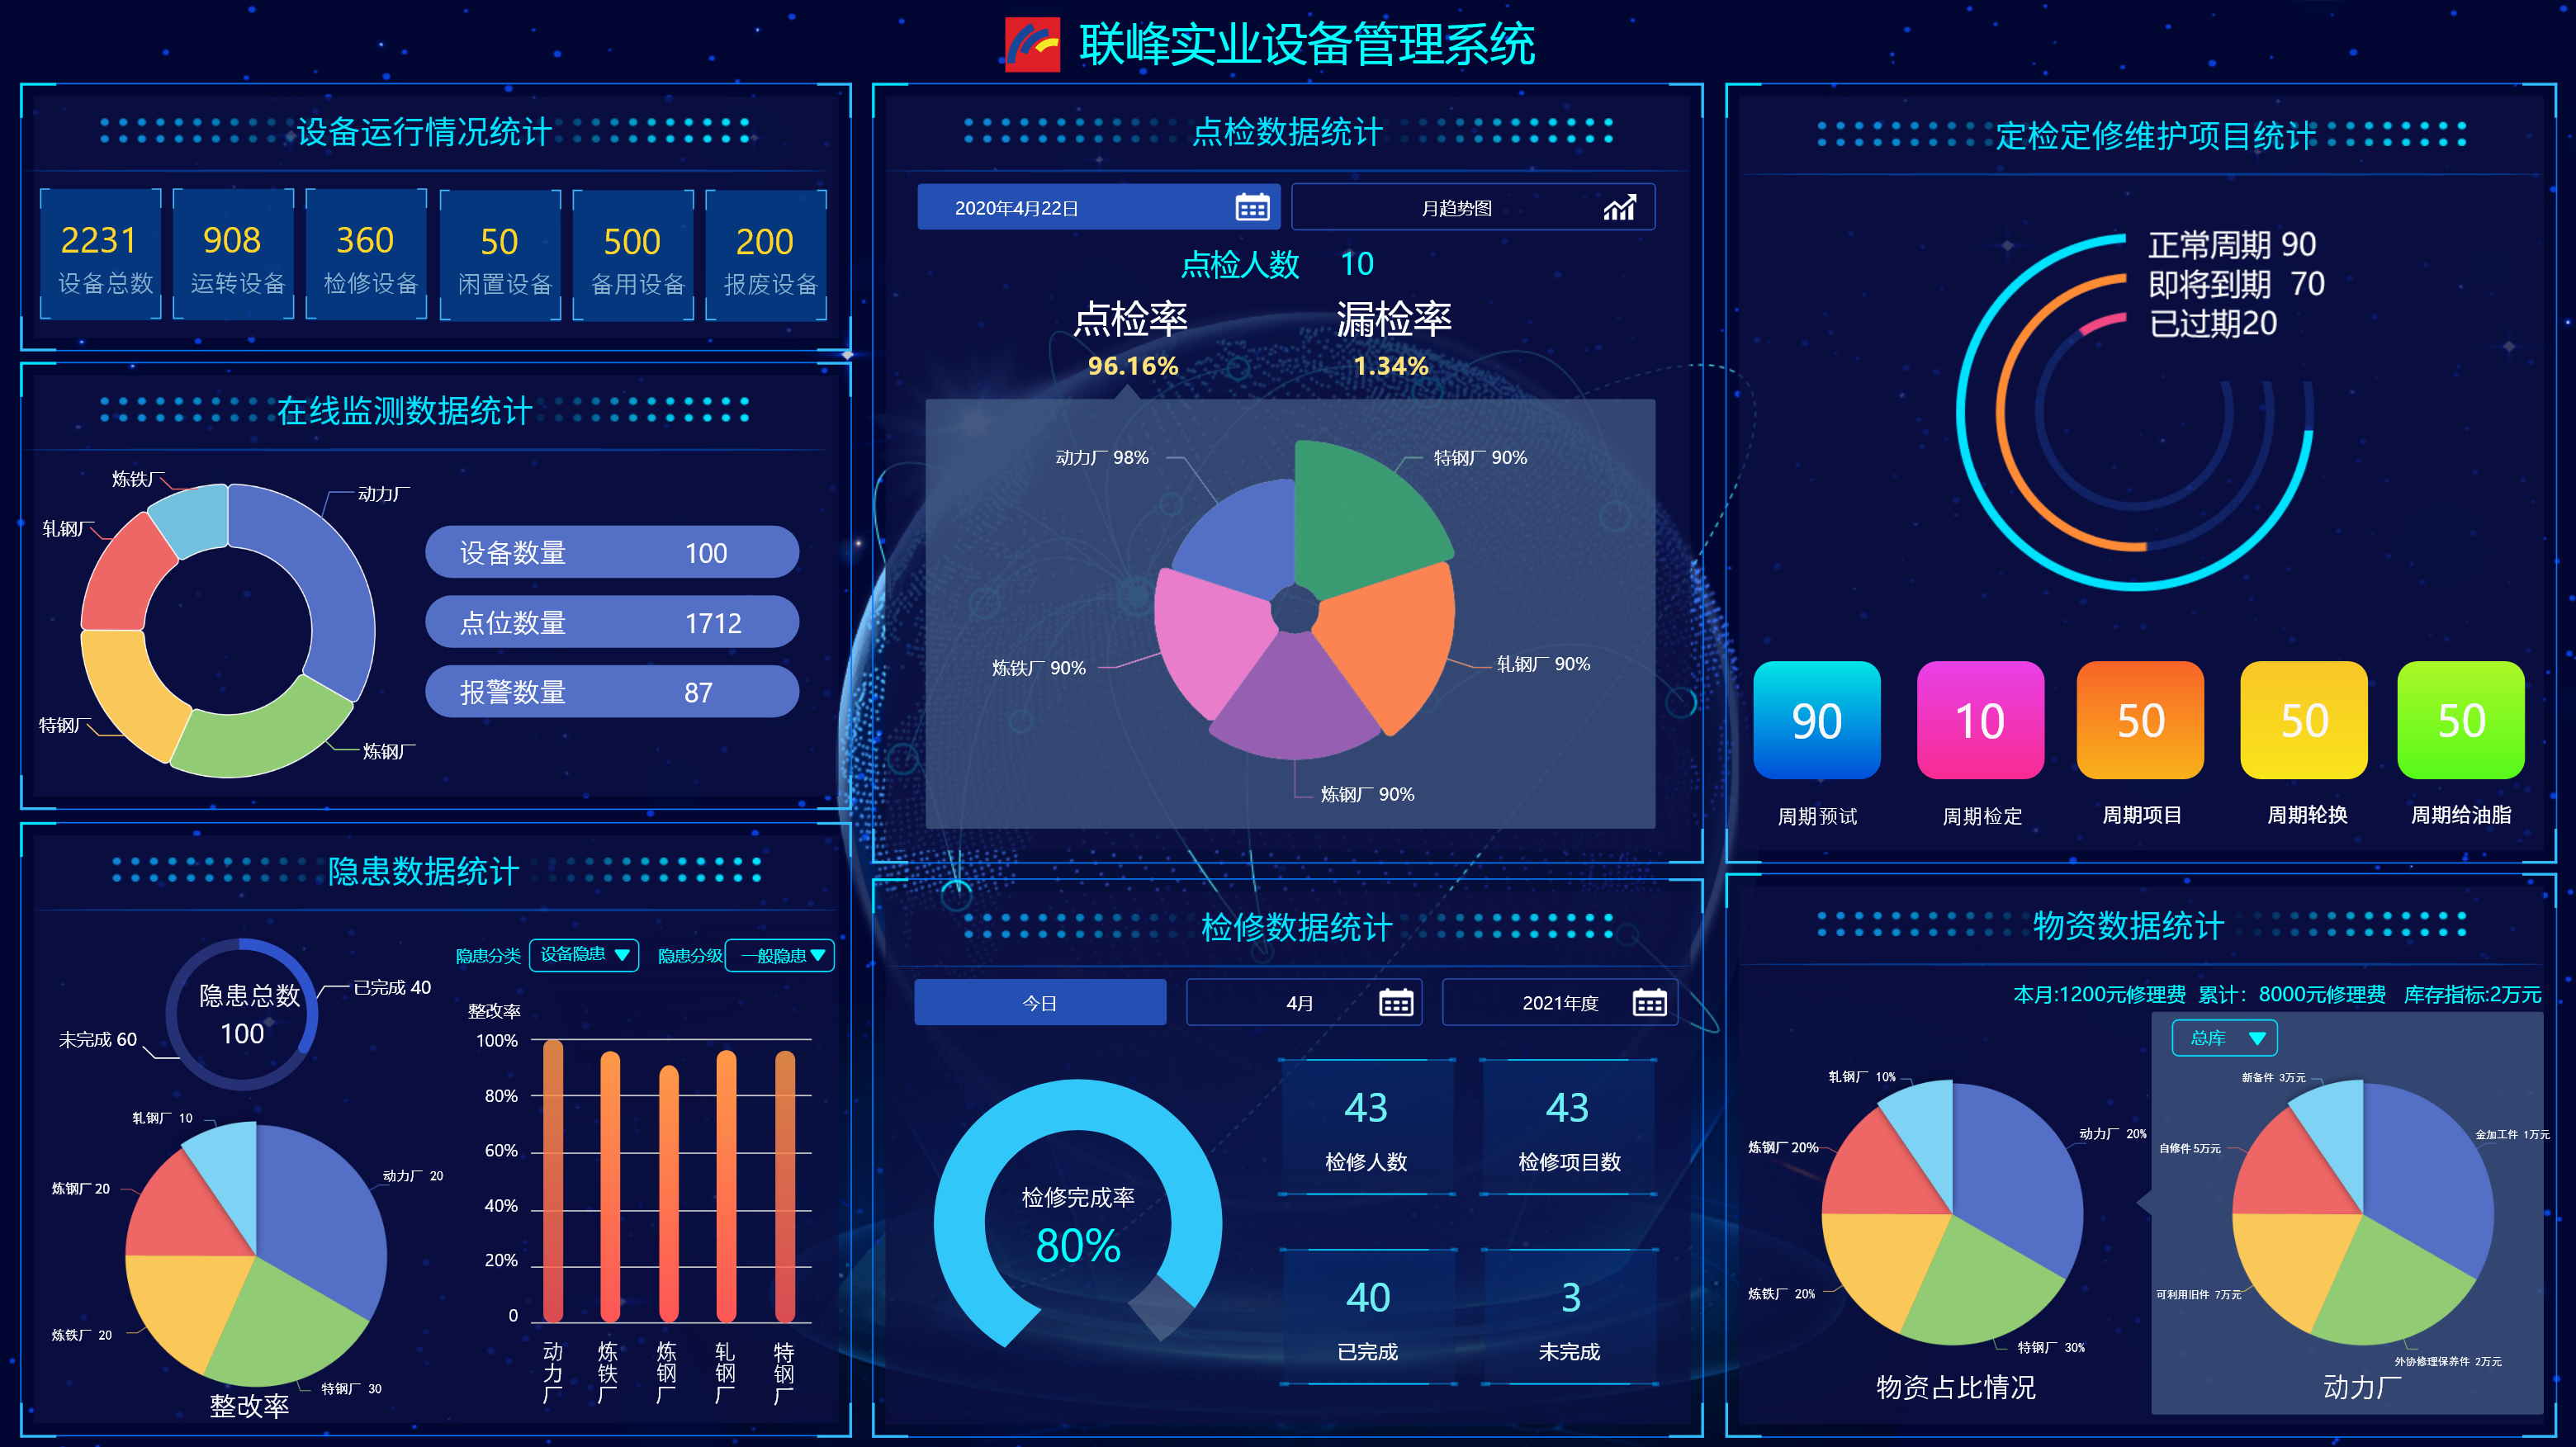 联峰实业设备管理系统
设备运行情况统计
2231
设备总数
908
运转设备
360
检修设备
50
闲置设备
500
备用设备
200
报废设备
在线监测数据统计
炼铁厂
动力厂
轧钢厂
特钢厂
炼钢厂
设备数量 100
点位数量 1712
报警数量 87
隐患数据统计
隐患总数
100
已完成 40
未完成 60
隐患分类 设备隐患
隐患分级 一般隐患
轧钢厂 10
动力厂 20
炼钢厂 20
炼铁厂 20
特钢厂 30
整改率
整改率
100%
80%
60%
40%
20%
0
动力厂
炼铁厂
炼钢厂
轧钢厂
特钢厂
点检数据统计
2020年4月22日
月趋势图
点检人数 10
点检率
96.16%
漏检率
1.34%
动力厂 98%
特钢厂 90%
炼铁厂 90%
轧钢厂 90%
炼钢厂 90%
检修数据统计
今日
4月
2021年度
检修完成率
80%
43
检修人数
43
检修项目数
40
已完成
3
未完成
定检定修维护项目统计
正常周期 90
即将到期 70
已过期20
90
周期预试
10
周期检定
50
周期项目
50
周期轮换
50
周期给油脂
物资数据统计
本月:1200元修理费 累计：8000元修理费 库存指标:2万元
轧钢厂 10%
动力厂 20%
炼钢厂 20%
炼铁厂 20%
特钢厂 30%
物资占比情况
总库
新备件 3万元
金加工件 1万元
自修件 5万元
可利用旧件 7万元
外协修理保养件 2万元
动力厂